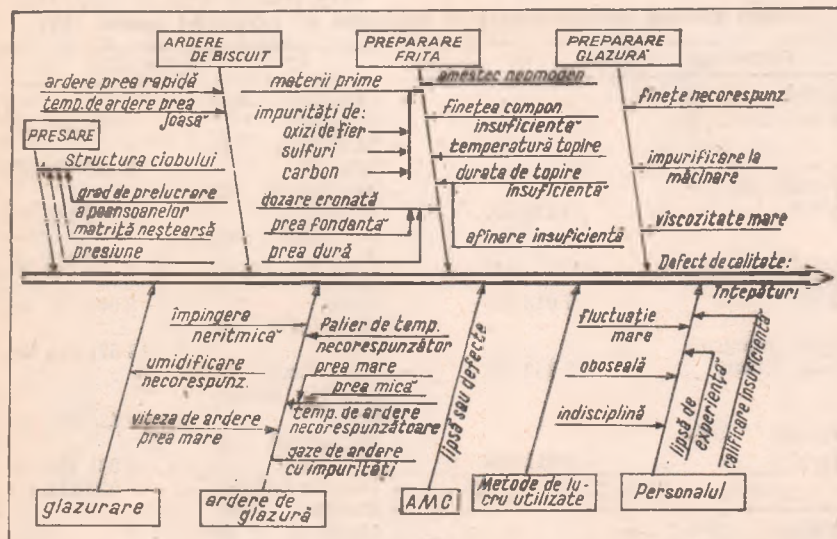 ARDERE
DE BISCUIT
PREPARARE
FRITA
PREPARARE
GLAZURĂ
ardere prea rapidă
temp. de ardere prea
joasă
PRESARE
structura ciobului
grad de prelucrare
a poansoanelor
matriță neștearsă
presiune
materii prime
impurități de:
oxizi de fier
sulfuri
carbon
dozare eronată
prea fondantă
prea dură
amestec neomogen
finețea compon
insuficientă
temperatură topire
durata de topire
insuficientă
afinare insuficientă
finețe necorespunz
impurificare la
măcinare
viscozitate mare
Defect de calitate:
Înțepături
împingera
neritmică
umidificare
necorespunz.
viteza de ardere
prea mare
Palier de temp.
necorespunzător
prea mare
prea mică
temp. de ardere
necorespunzătoare
gaze de ardere
cu impurități
lipsă sau defecte
fluctuație
mare
oboseală
indisciplină
lipsă de
experiență
calificare insuficientă
glazurare
ardere de
glazură
AMC
Metode de lu-
cru utilizate
Personalul